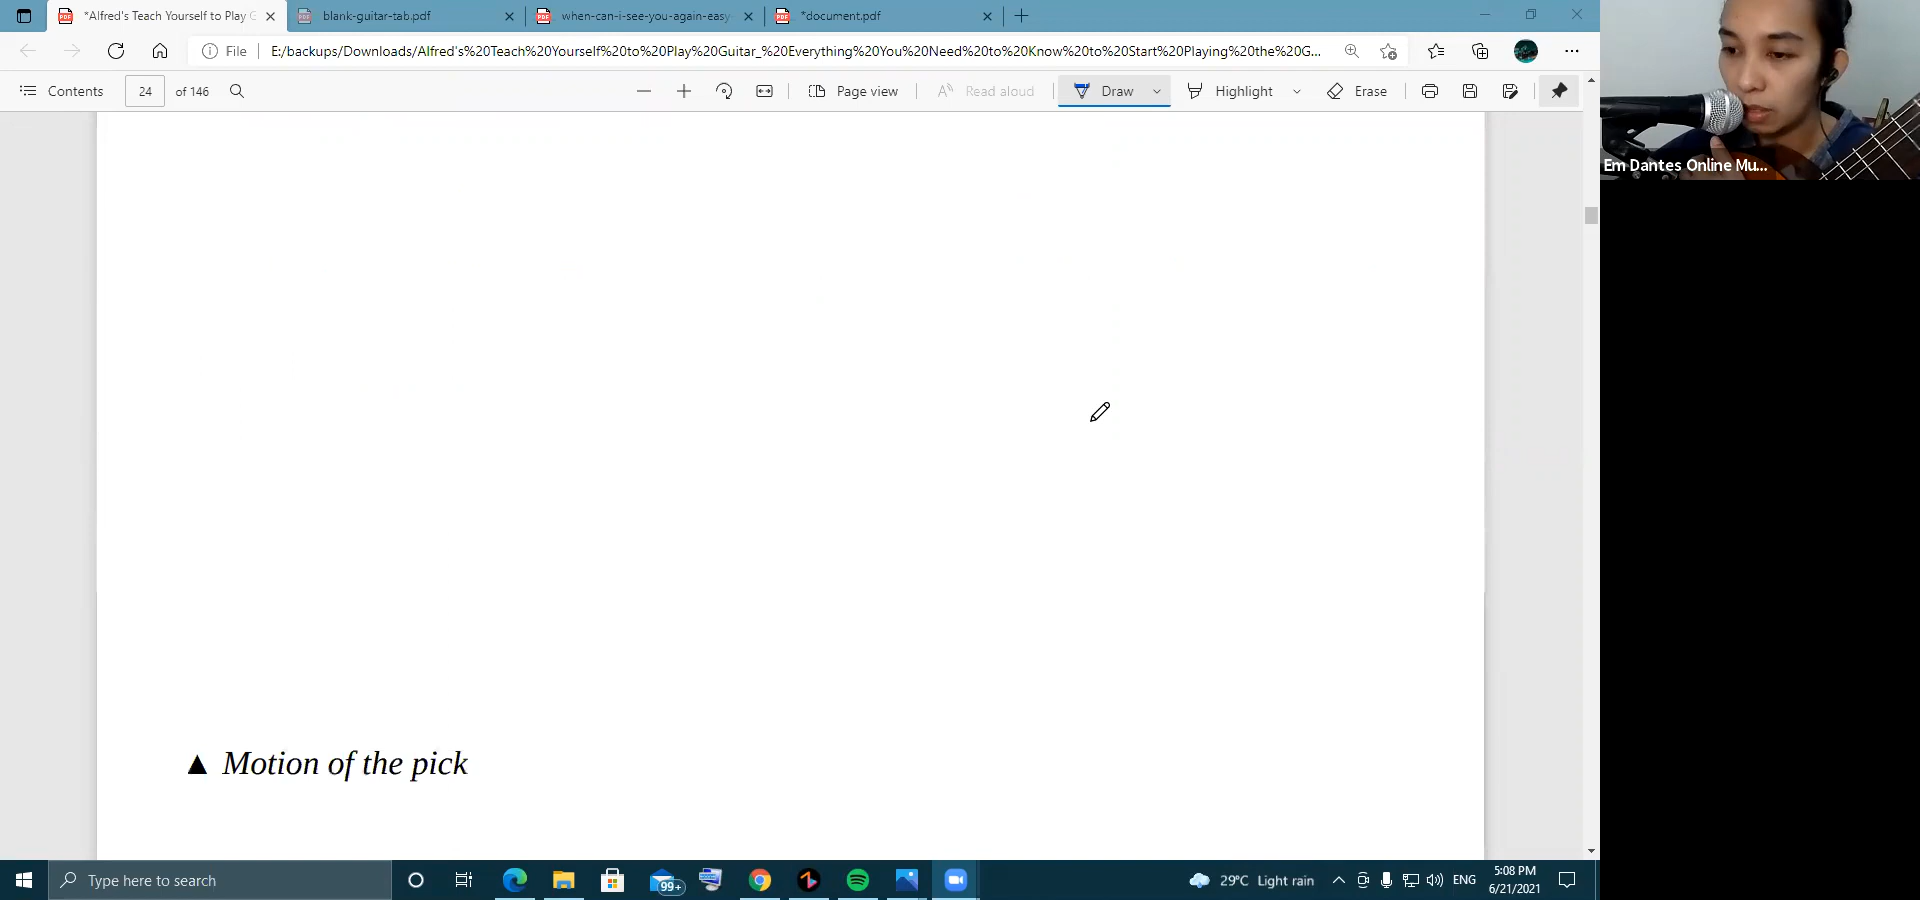 *Alfred's Teach Yourself to Play G
blank-guitar-tab.pdf
when-can-i-see-you-again-easy-
*document.pdf
File
E:/backups/Downloads/Alfred's%20Teach%20Yourself%20to%20Play%20Guitar_%20Everything%20You%20Need%20to%20Know%20to%20Start%20Playing%20the%20G...
Contents
24
of 146
Page view
Read aloud
Draw
Highlight
Erase
Em Dantes Online Mu...
▲ Motion of the pick
Type here to search
99+
29°C Light rain
ENG
5:08 PM
6/21/2021